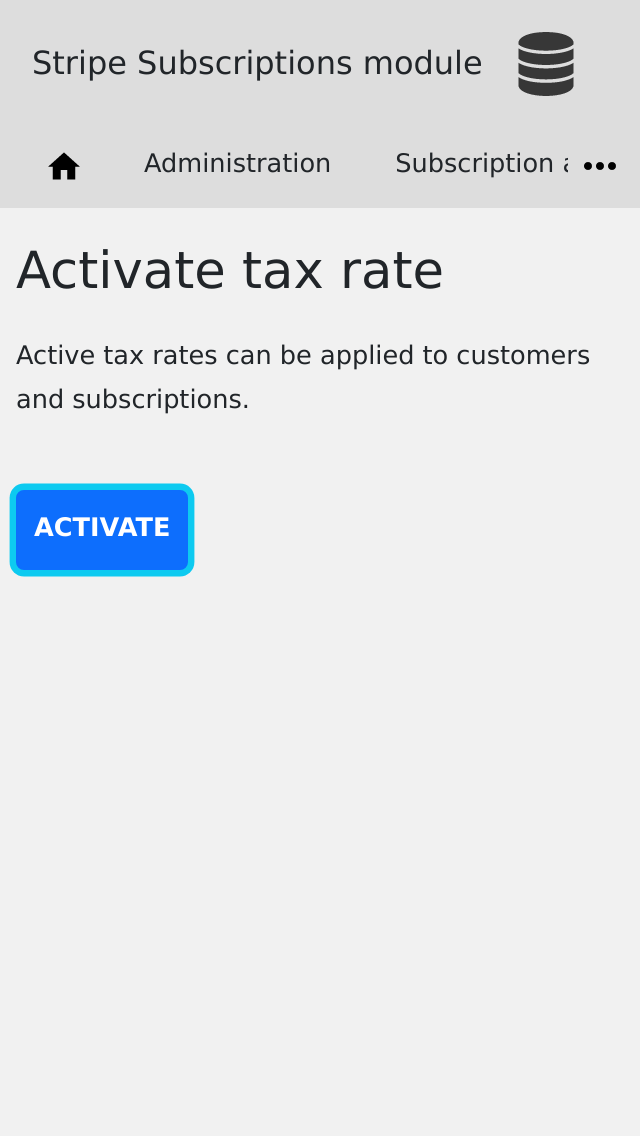 Stripe Subscriptions module
Administration
Subscription
Activate tax rate
Active tax rates can be applied to customers
and subscriptions.
ACTIVATE